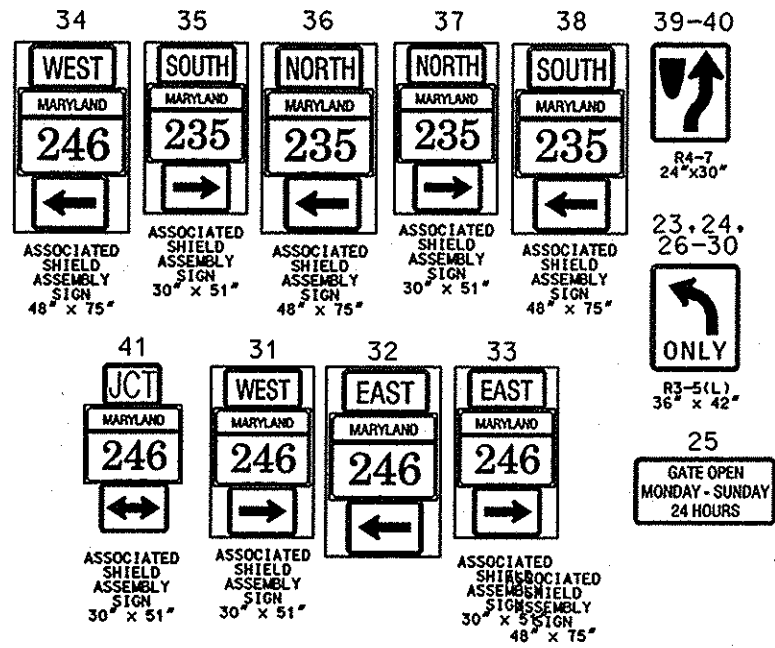 34
WEST
MARYLAND
246
ASSOCIATED
SHIELD
ASSEMBLY
SIGN
48" x 75"
35
SOUTH
MARYLAND
235
ASSOCIATED
SHIELD
ASSEMBLY
SIGN
30" x 51"
36
NORTH
MARYLAND
235
ASSOCIATED
SHIELD
ASSEMBLY
SIGN
48" x 75"
37
NORTH
MARYLAND
235
ASSOCIATED
SHIELD
ASSEMBLY
SIGN
30" x 51"
38
SOUTH
MARYLAND
235
ASSOCIATED
SHIELD
ASSEMBLY
SIGN
48" x 75"
39-40
R4-7
24"x30"
23,24,
26-30
ONLY
R3-5(L)
36" x 42"
41
JCT
MARYLAND
246
ASSOCIATED
SHIELD
ASSEMBLY
SIGN
30" x 51"
31
WEST
MARYLAND
246
ASSOCIATED
SHIELD
ASSEMBLY
SIGN
30" x 51"
32
EAST
MARYLAND
246
33
EAST
MARYLAND
246
ASSOCIATED
SHIELD
ASSEMBLY
SIGN
30" x 51"
ASSOCIATED
SHIELD
ASSEMBLY
SIGN
48" x 75"
25
GATE OPEN
MONDAY - SUNDAY
24 HOURS